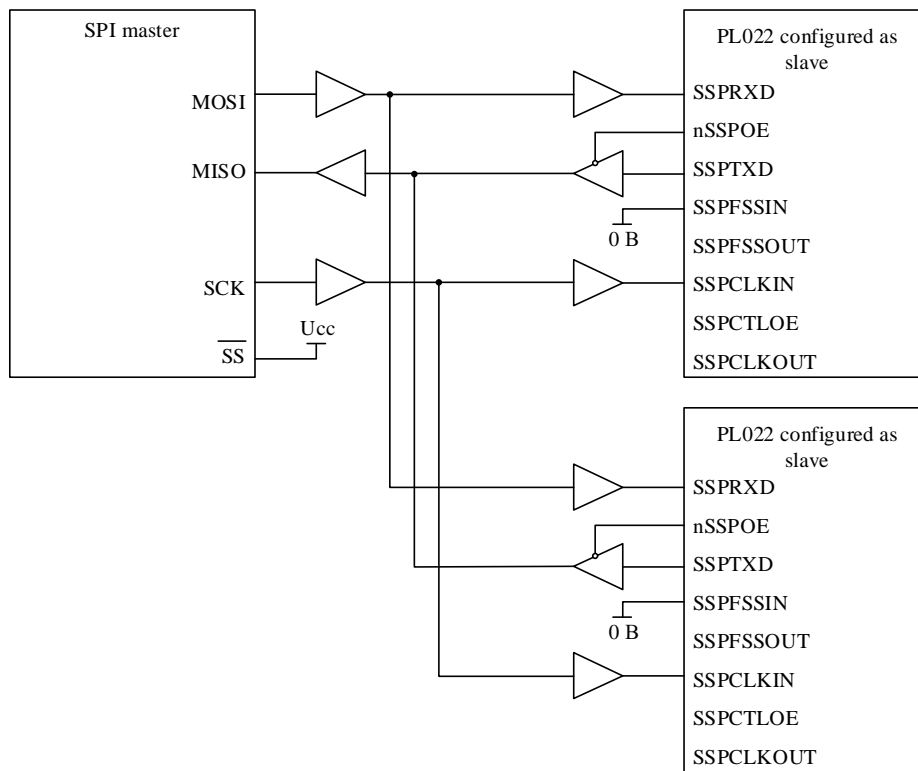 SPI master
MOSI
MISO
SCK
SS
Ucc
PL022 configured as
slave
SSPRXD
nSSPOE
SSPTXD
SSPFSSIN
0 В
SSPFSSOUT
SSPCLKIN
SSPCTLOE
SSPCLKOUT
PL022 configured as
slave
SSPRXD
nSSPOE
SSPTXD
SSPFSSIN
0 В
SSPFSSOUT
SSPCLKIN
SSPCTLOE
SSPCLKOUT